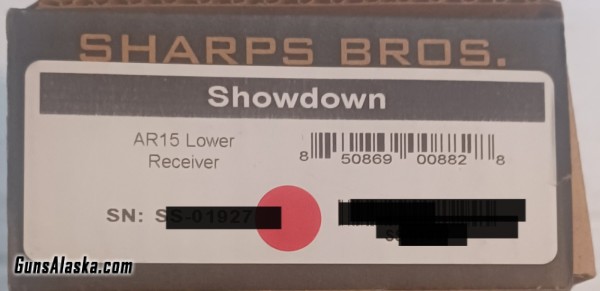 SHARPS BROS.
Showdown
AR15 Lower
Receiver
8 50869 00882 8
SN:
GunsAlaska.com